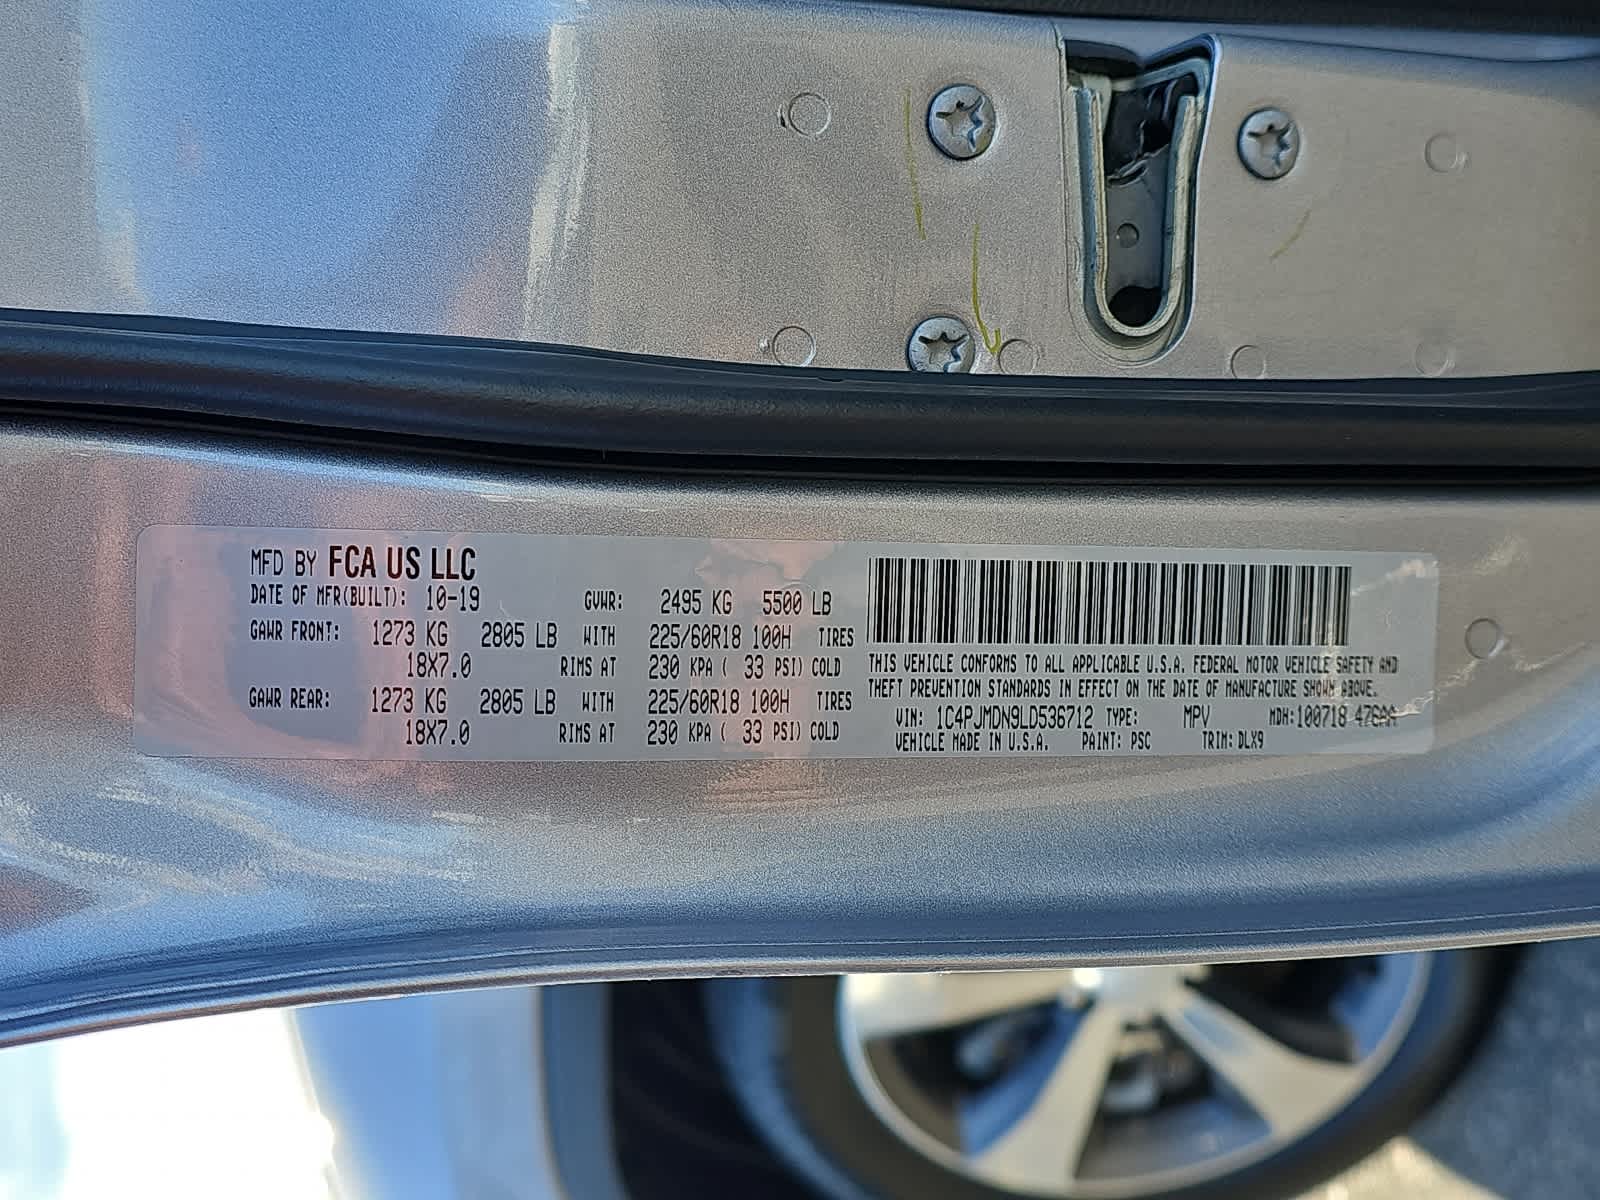 MFD BY FCA US LLC
DATE OF MFR(BUILT): 10-19 GVWR: 2495 KG 5500 LB
GAWR FRONT: 1273 KG 2805 LB WITH 225/60R18 100H TIRES
18X7.0 RIMS AT 230 KPA ( 33 PSI) COLD
GAWR REAR: 1273 KG 2805 LB WITH 225/60R18 100H TIRES
18X7.0 RIMS AT 230 KPA ( 33 PSI) COLD
THIS VEHICLE CONFORMS TO ALL APPLICABLE U.S.A. FEDERAL MOTOR VEHICLE SAFETY AND
THEFT PREVENTION STANDARDS IN EFFECT ON THE DATE OF MANUFACTURE SHOWN ABOVE.
VIN: 1C4PJMDN9LD536712 TYPE: MPV MDH: 100718 476AA
VEHICLE MADE IN U.S.A. PAINT: PSC TRIM: DLX9